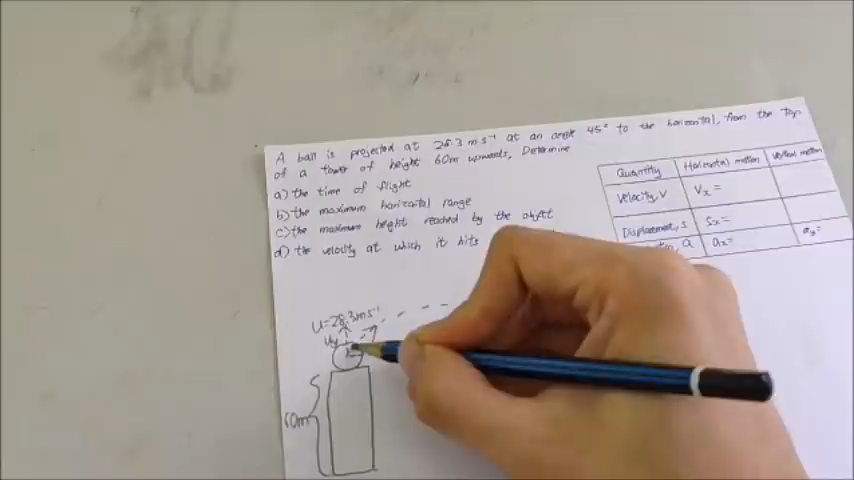 A ball is projected at 28.3 m s⁻¹ at an angle 45° to the horizontal, from the top
of a tower of height 60m upwards, Determine
a) the time of flight
b) the maximum horizontal range
c) the maximum height reached by the object
d) the velocity at which it hits
Quantity Horizontal motion Vertical motion
Velocity, V Vx =
Displacement, s Sx =
, a ax = ay =
U=28.3ms⁻¹
Uy
60m